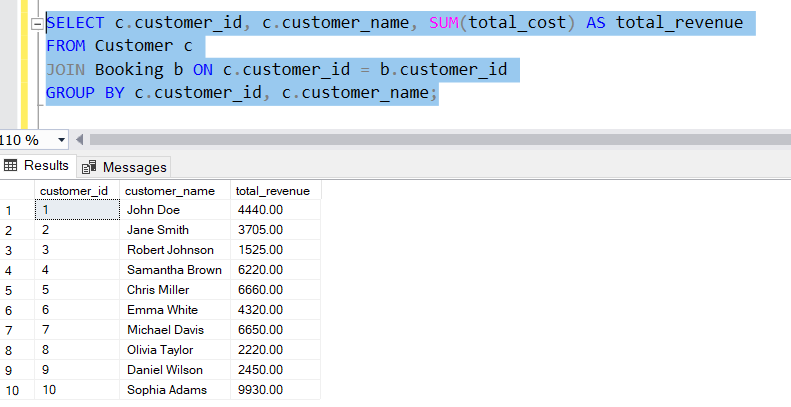 SELECT c.customer_id, c.customer_name, SUM(total_cost) AS total_revenue
FROM Customer c
JOIN Booking b ON c.customer_id = b.customer_id
GROUP BY c.customer_id, c.customer_name;
110 %
Results Messages
customer_id customer_name total_revenue
1 1 John Doe 4440.00
2 2 Jane Smith 3705.00
3 3 Robert Johnson 1525.00
4 4 Samantha Brown 6220.00
5 5 Chris Miller 6660.00
6 6 Emma White 4320.00
7 7 Michael Davis 6650.00
8 8 Olivia Taylor 2220.00
9 9 Daniel Wilson 2450.00
10 10 Sophia Adams 9930.00